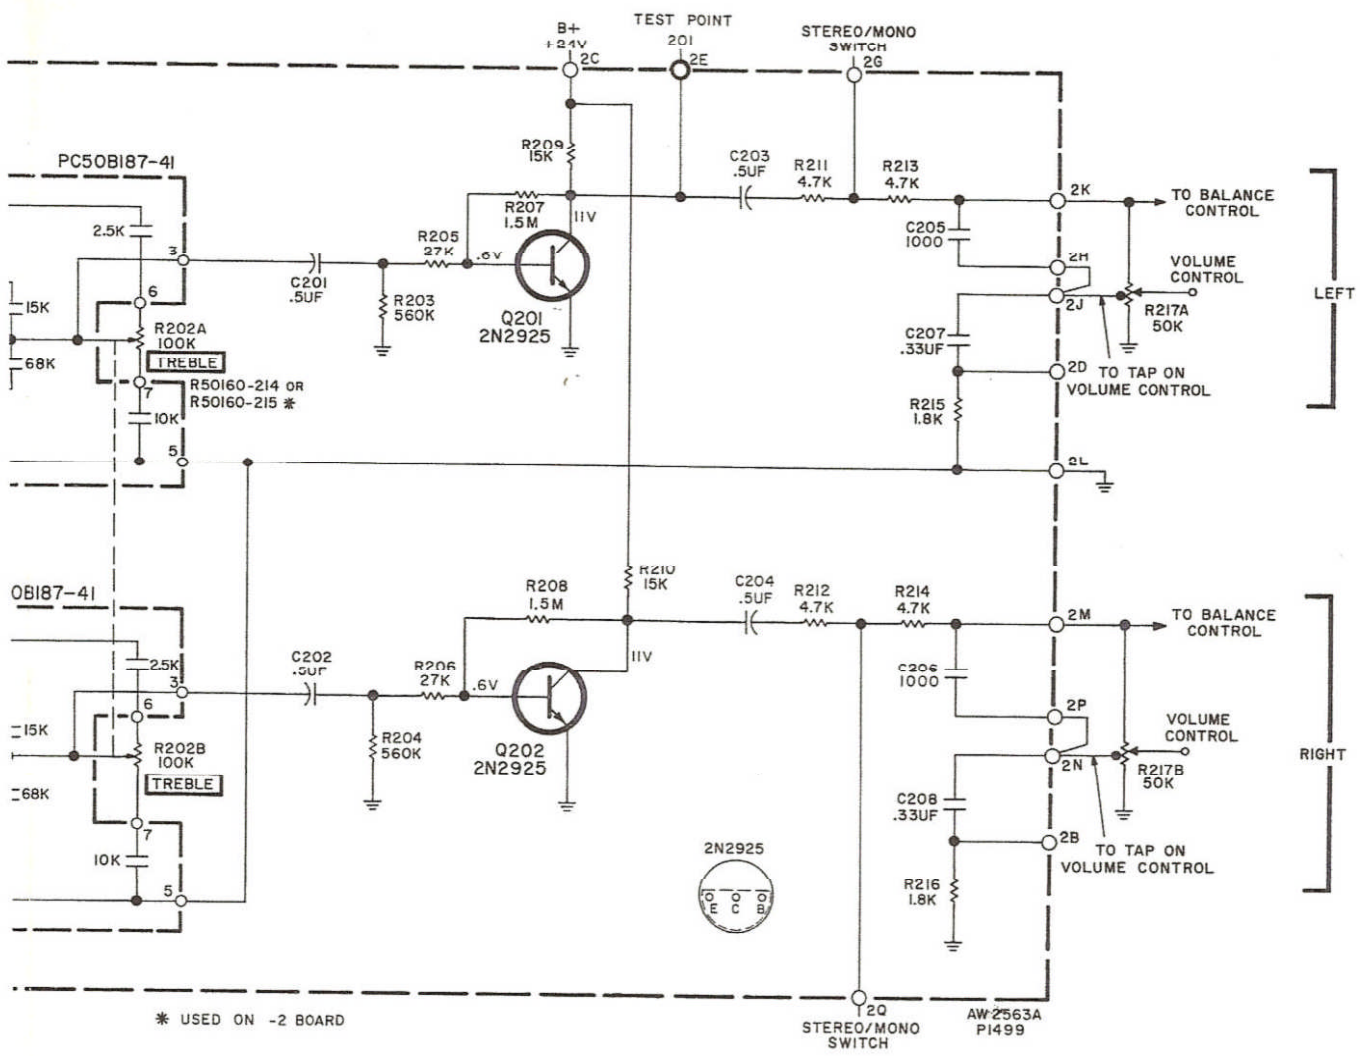 B+
+24V
2C
TEST POINT
201
2E
STEREO/MONO
SWITCH
2G
PC50B187-41
R209
15K
C203
.5UF
R211
4.7K
R213
4.7K
2K
TO BALANCE
CONTROL
R207
1.5M
11V
2.5K
3
R205
27K
.6V
C205
1000
2H
VOLUME
CONTROL
LEFT
C201
.5UF
R203
560K
Q201
2N2925
2J
R217A
50K
6
15K
R202A
100K
TREBLE
68K
C207
.33UF
2D
TO TAP ON
VOLUME CONTROL
7
R50160-214 OR
R50160-215 *
10K
R215
1.8K
5
2L
0B187-41
R208
1.5M
R210
15K
C204
.5UF
R212
4.7K
R214
4.7K
2M
TO BALANCE
CONTROL
11V
2.5K
3
C202
.5UF
R206
27K
.6V
C206
1000
2P
VOLUME
CONTROL
RIGHT
6
15K
R202B
100K
TREBLE
68K
R204
560K
Q202
2N2925
2N
R217B
50K
C208
.33UF
2B
TO TAP ON
VOLUME CONTROL
7
10K
5
2N2925
E C B
R216
1.8K
* USED ON -2 BOARD
2Q
STEREO/MONO
SWITCH
AW2563A
P1499